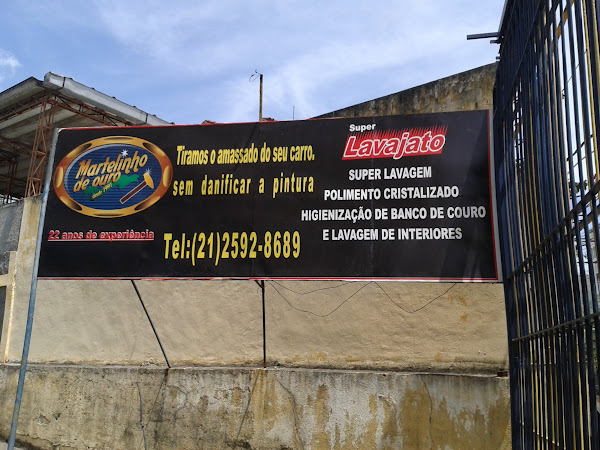 Martelinho
de ouro
22 anos de experiência
Tiramos o amassado do seu carro.
sem danificar a pintura
Tel:(21)2592-8689
Super
Lavajato
SUPER LAVAGEM
POLIMENTO CRISTALIZADO
HIGIENIZAÇÃO DE BANCO DE COURO
E LAVAGEM DE INTERIORES